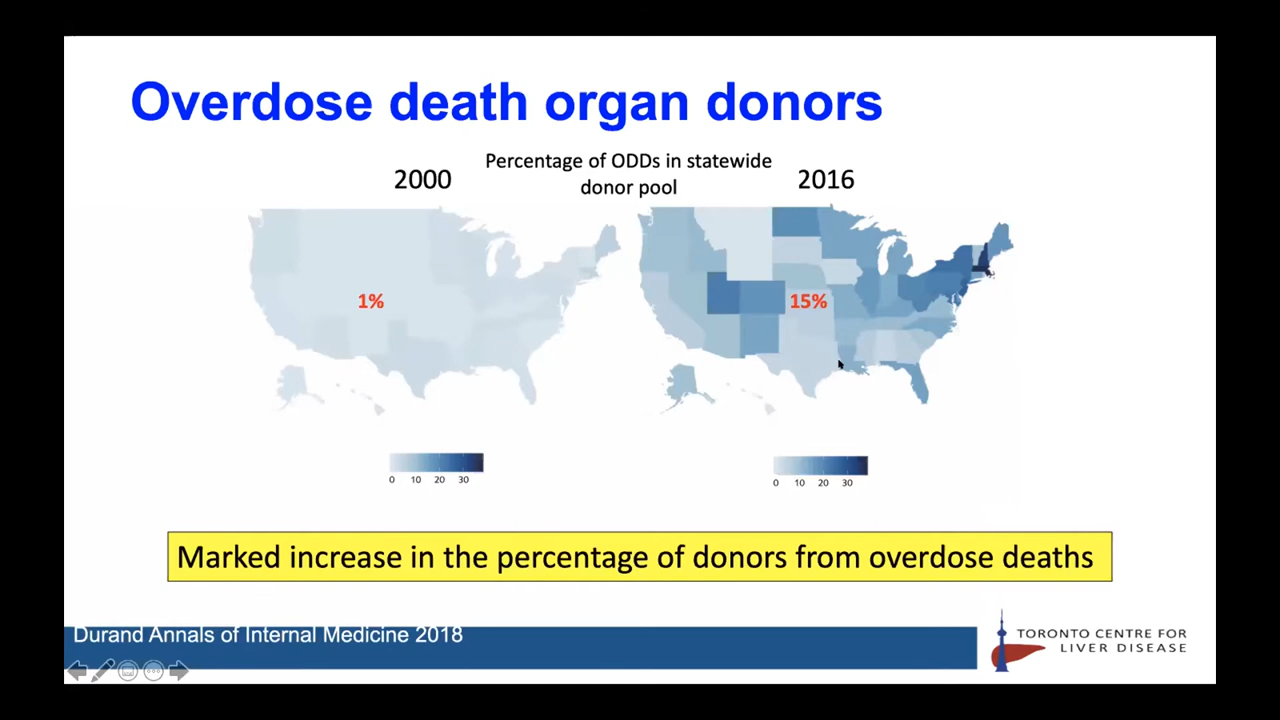 Overdose death organ donors
Percentage of ODDs in statewide
donor pool
2000
2016
1%
15%
0 10 20 30
0 10 20 30
Marked increase in the percentage of donors from overdose deaths
Durand Annals of Internal Medicine 2018
TORONTO CENTRE FOR
LIVER DISEASE